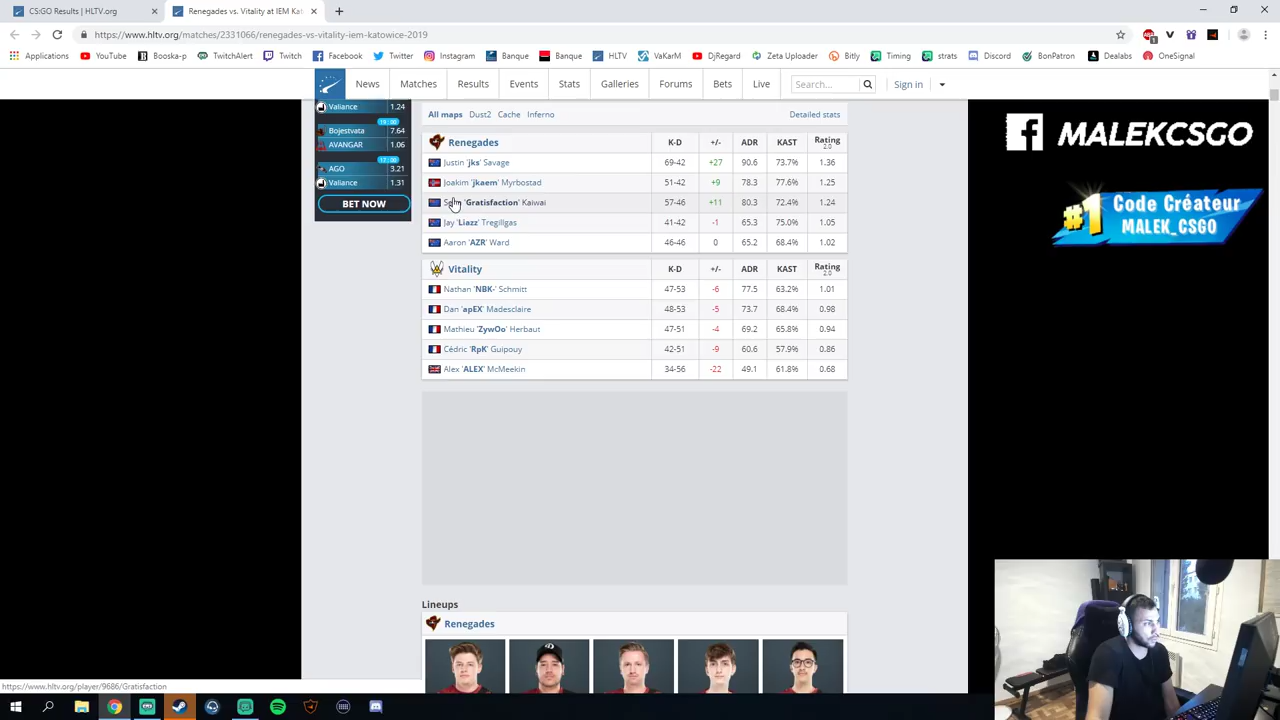 CS:GO Results | HLTV.org
Renegades vs. Vitality at IEM Kat
https://www.hltv.org/matches/2331066/renegades-vs-vitality-iem-katowice-2019
Applications YouTube Booska-p TwitchAlert Twitch Facebook Twitter Instagram Banque Banque HLTV VaKarM DjRegard Zeta Uploader Bitly Timing strats Discord BonPatron Dealabs OneSignal
News Matches Results Events Stats Galleries Forums Bets Live Search... Sign in
Valiance 1.24
19:00
Bojestvata 7.64
AVANGAR 1.06
17:00
AGO 3.21
Valiance 1.31
BET NOW
All maps Dust2 Cache Inferno Detailed stats
Renegades K-D +/- ADR KAST Rating 2.0
Justin 'jks' Savage 69-42 +27 90.6 73.7% 1.36
Joakim 'jkaem' Myrbostad 51-42 +9 78.3 77.6% 1.25
'Gratisfaction' Kaiwai 57-46 +11 80.3 72.4% 1.24
Jay 'Liazz' Tregillgas 41-42 -1 65.3 75.0% 1.05
Aaron 'AZR' Ward 46-46 0 65.2 68.4% 1.02
Vitality K-D +/- ADR KAST Rating 2.0
Nathan 'NBK-' Schmitt 47-53 -6 77.5 63.2% 1.01
Dan 'apEX' Madesclaire 48-53 -5 73.7 68.4% 0.98
Mathieu 'ZywOo' Herbaut 47-51 -4 69.2 65.8% 0.94
Cédric 'RpK' Guipouy 42-51 -9 60.6 57.9% 0.86
Alex 'ALEX' McMeekin 34-56 -22 49.1 61.8% 0.68
Lineups
Renegades
MALEKCSGO
#1 Code Créateur
MALEK_CSGO
https://www.hltv.org/player/9686/Gratisfaction